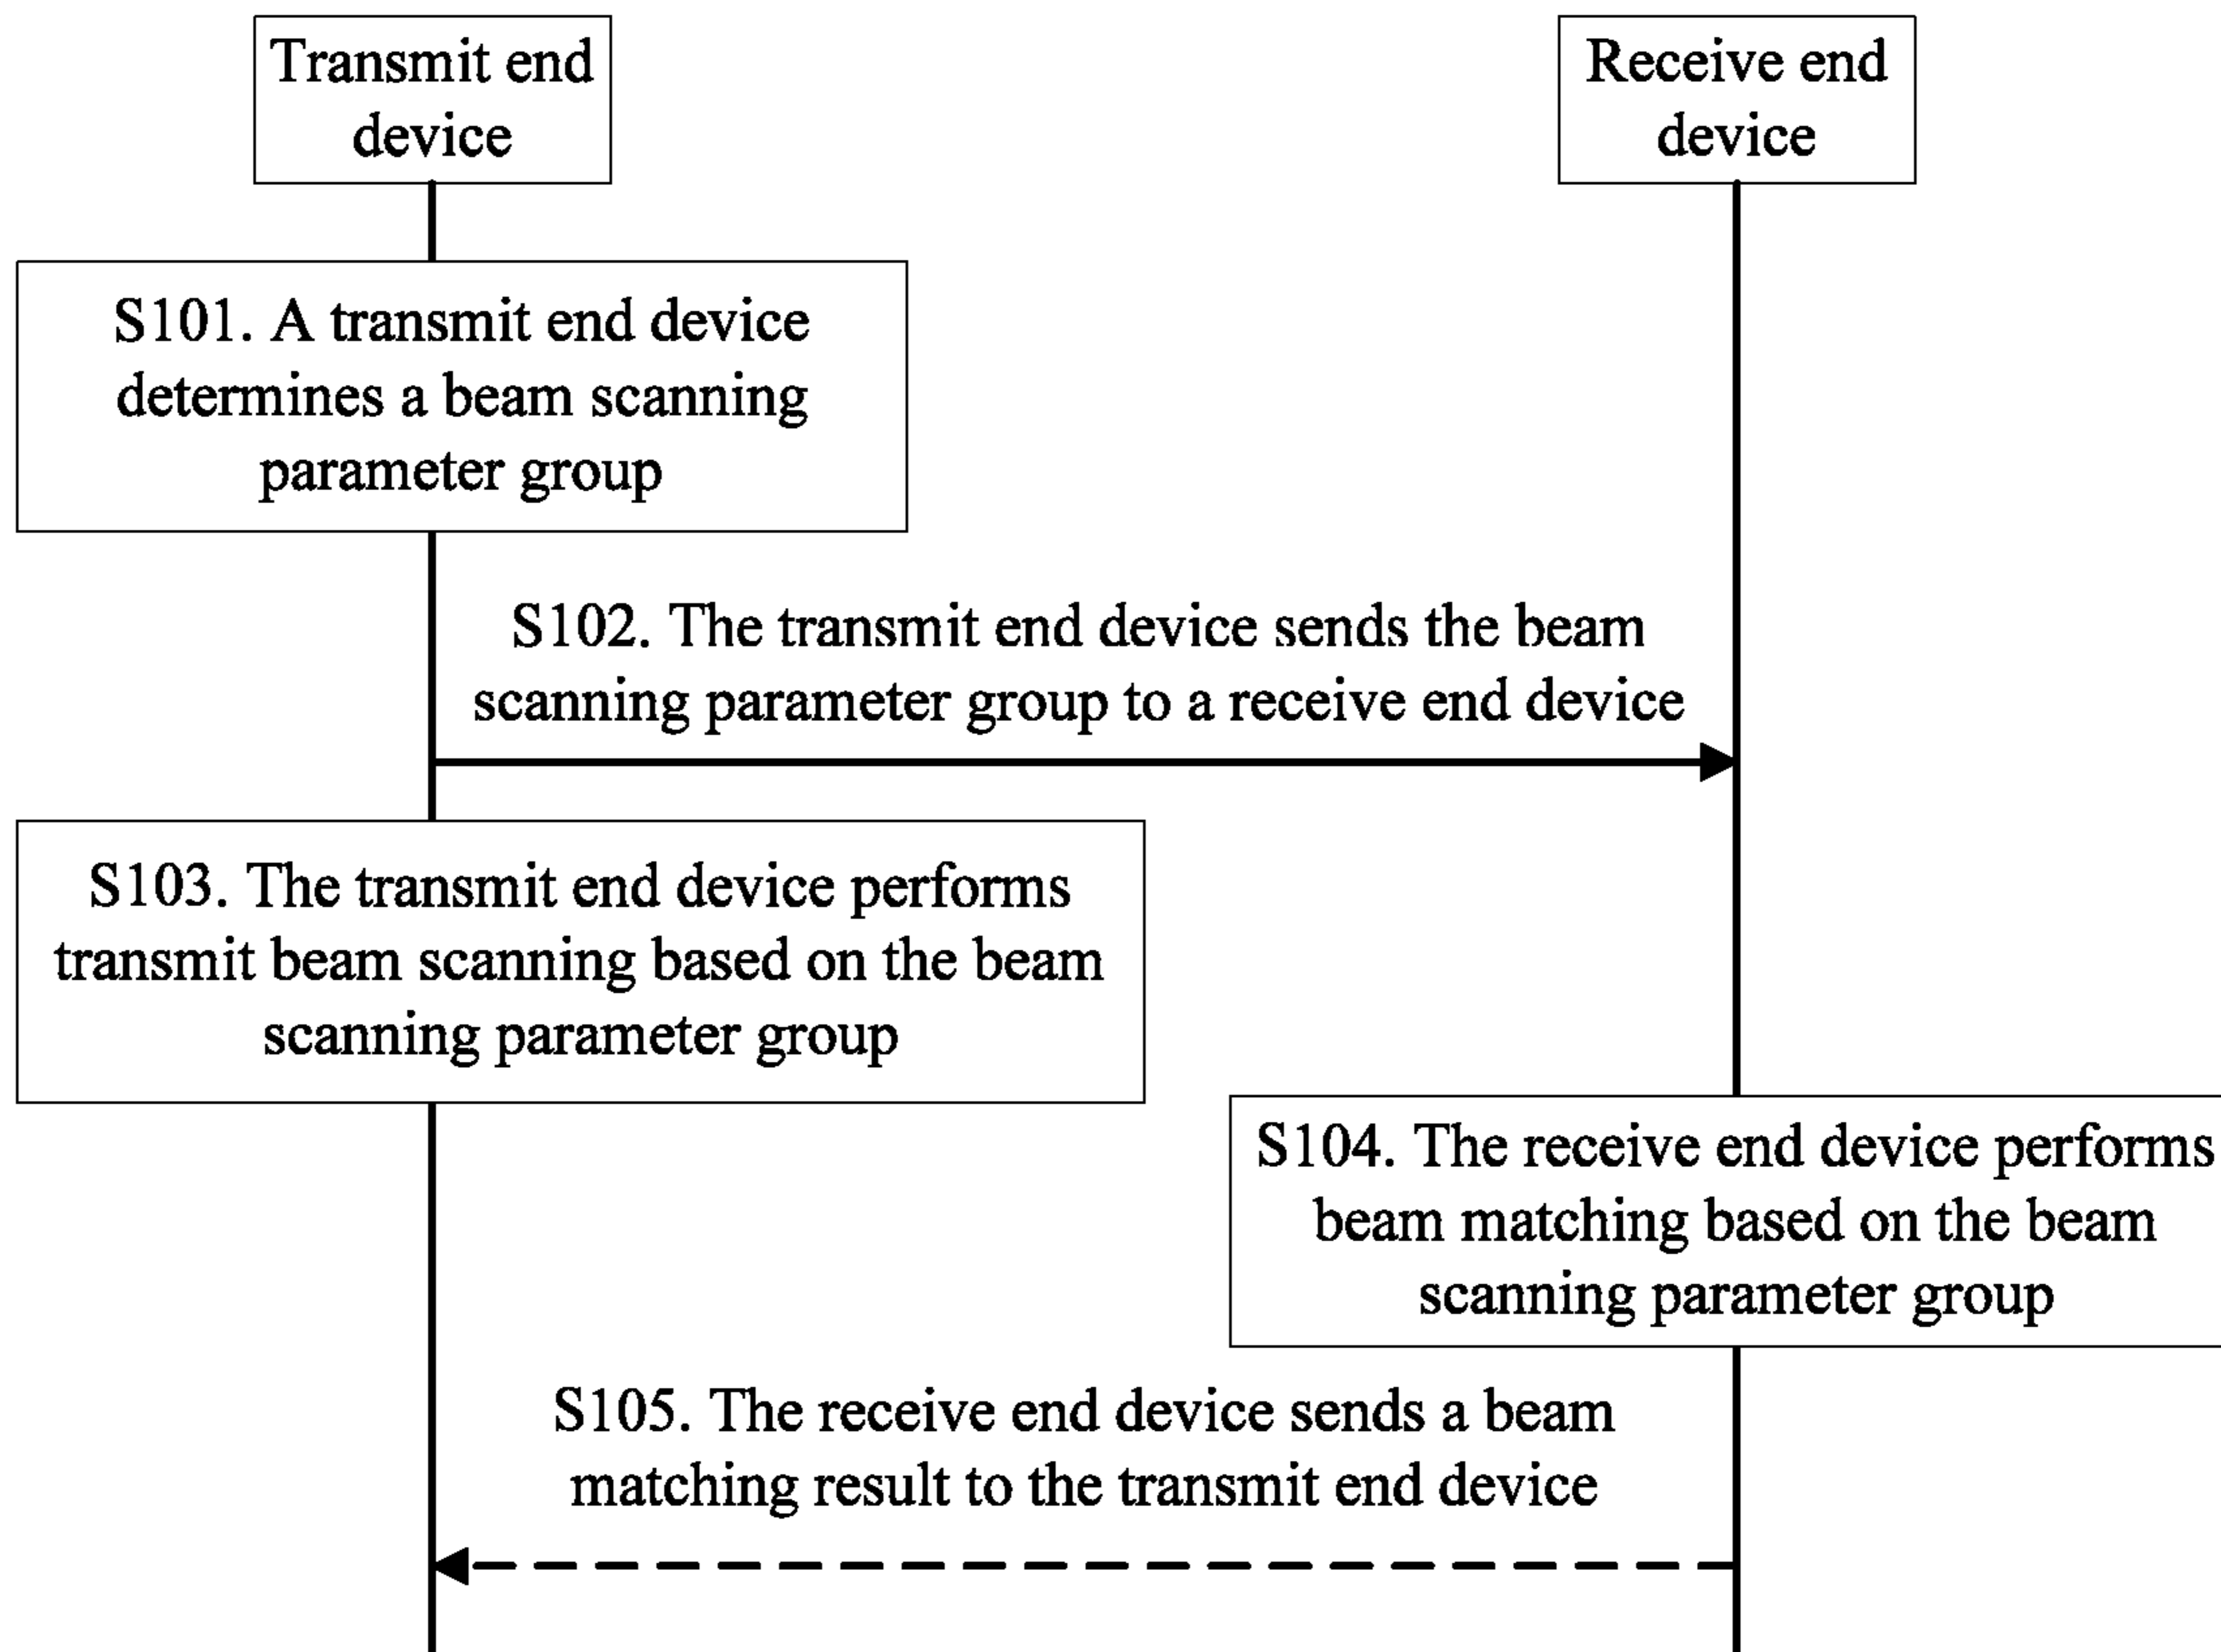 Transmit end
device
Receive end
device
S101. A transmit end device
determines a beam scanning
parameter group
S102. The transmit end device sends the beam
scanning parameter group to a receive end device
S103. The transmit end device performs
transmit beam scanning based on the beam
scanning parameter group
S104. The receive end device performs
beam matching based on the beam
scanning parameter group
S105. The receive end device sends a beam
matching result to the transmit end device